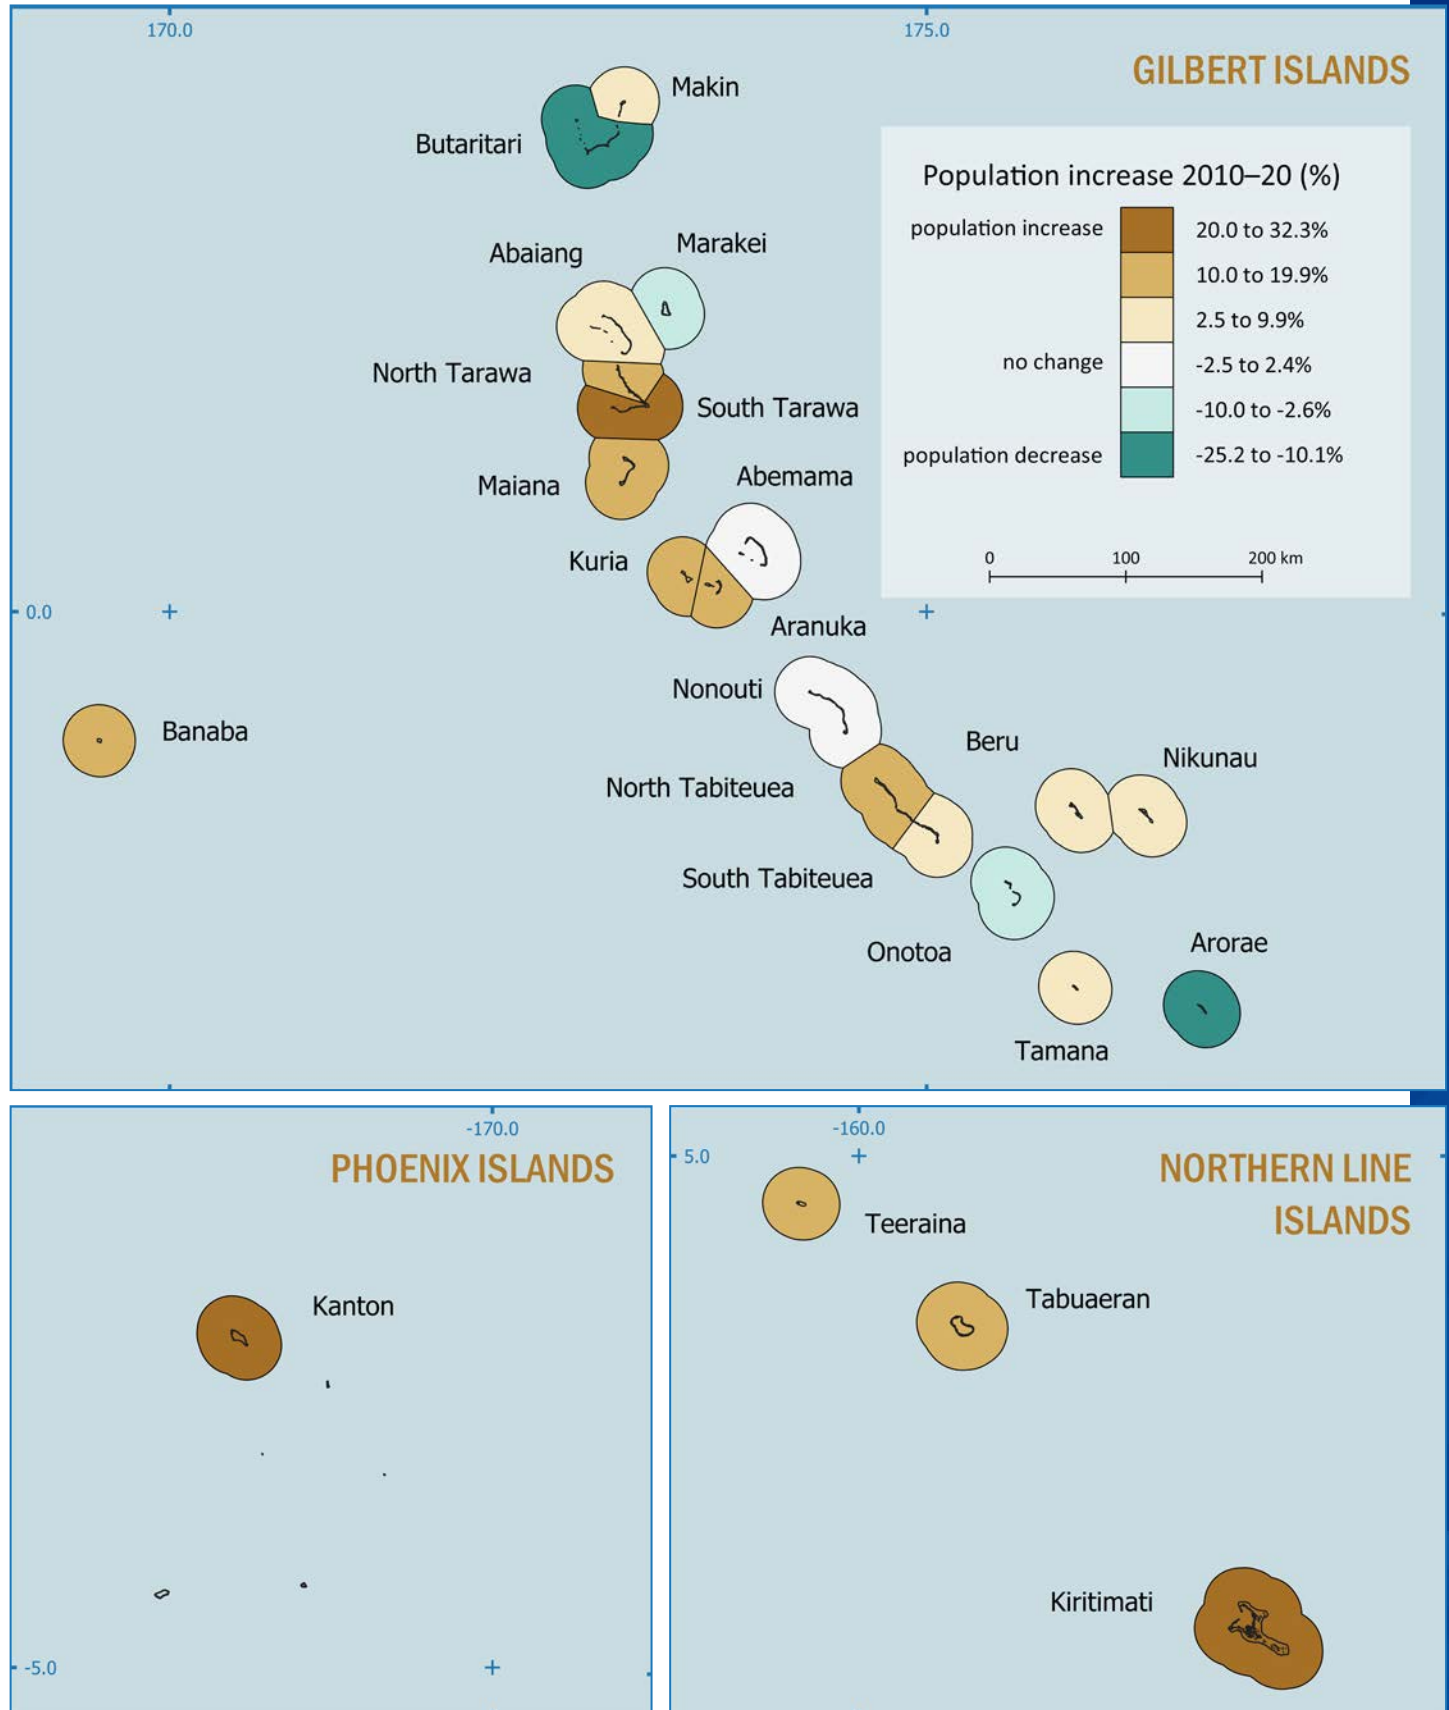 170.0
175.0
GILBERT ISLANDS
Makin
Butaritari
Population increase 2010–20 (%)
population increase
20.0 to 32.3%
10.0 to 19.9%
2.5 to 9.9%
no change
-2.5 to 2.4%
-10.0 to -2.6%
population decrease
-25.2 to -10.1%
0
100
200 km
Abaiang
Marakei
North Tarawa
South Tarawa
Maiana
Abemama
Kuria
0.0
Aranuka
Nonouti
Banaba
Beru
Nikunau
North Tabiteuea
South Tabiteuea
Onotoa
Arorae
Tamana
-170.0
PHOENIX ISLANDS
Kanton
-5.0
-160.0
5.0
NORTHERN LINE
ISLANDS
Teeraina
Tabuaeran
Kiritimati